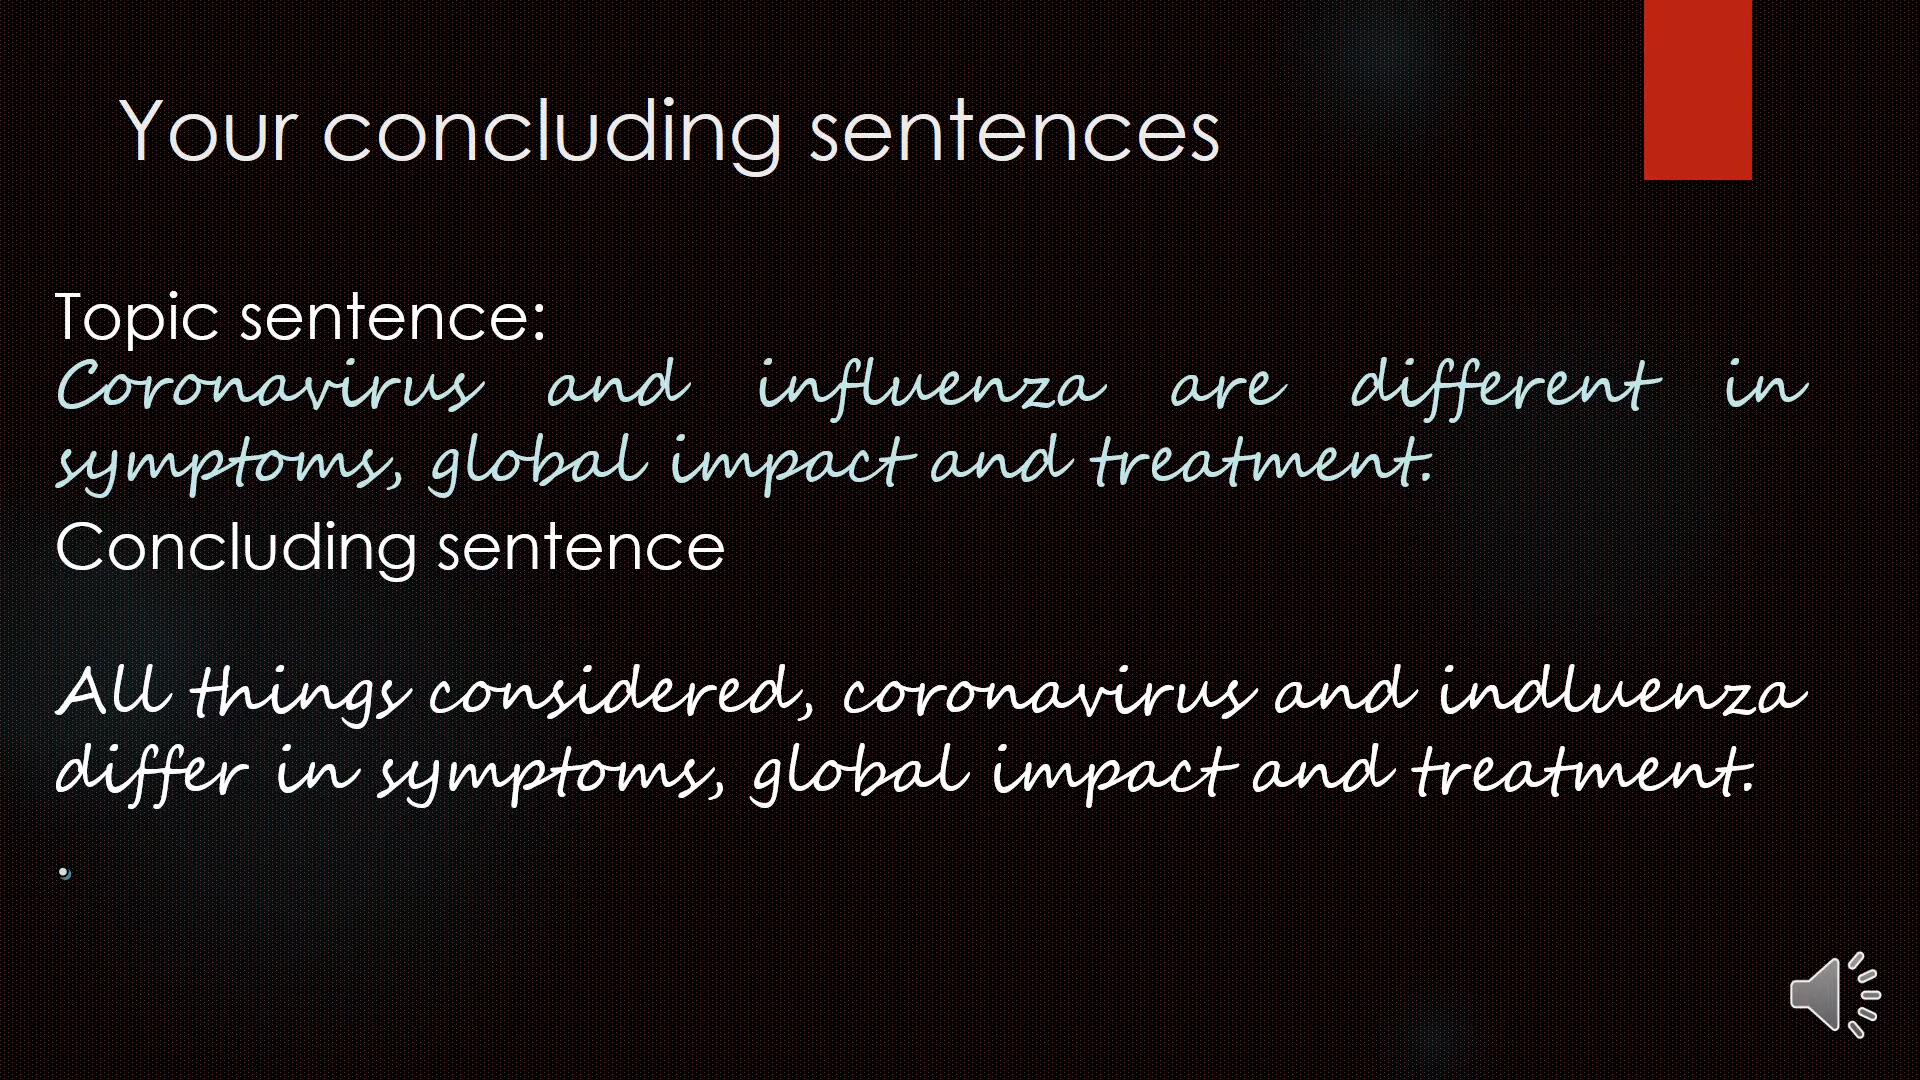 Your concluding sentences
Topic sentence:
Coronavirus and influenza are different in
symptoms, global impact and treatment.
Concluding sentence
All things considered, coronavirus and indluenza
differ in symptoms, global impact and treatment.
.